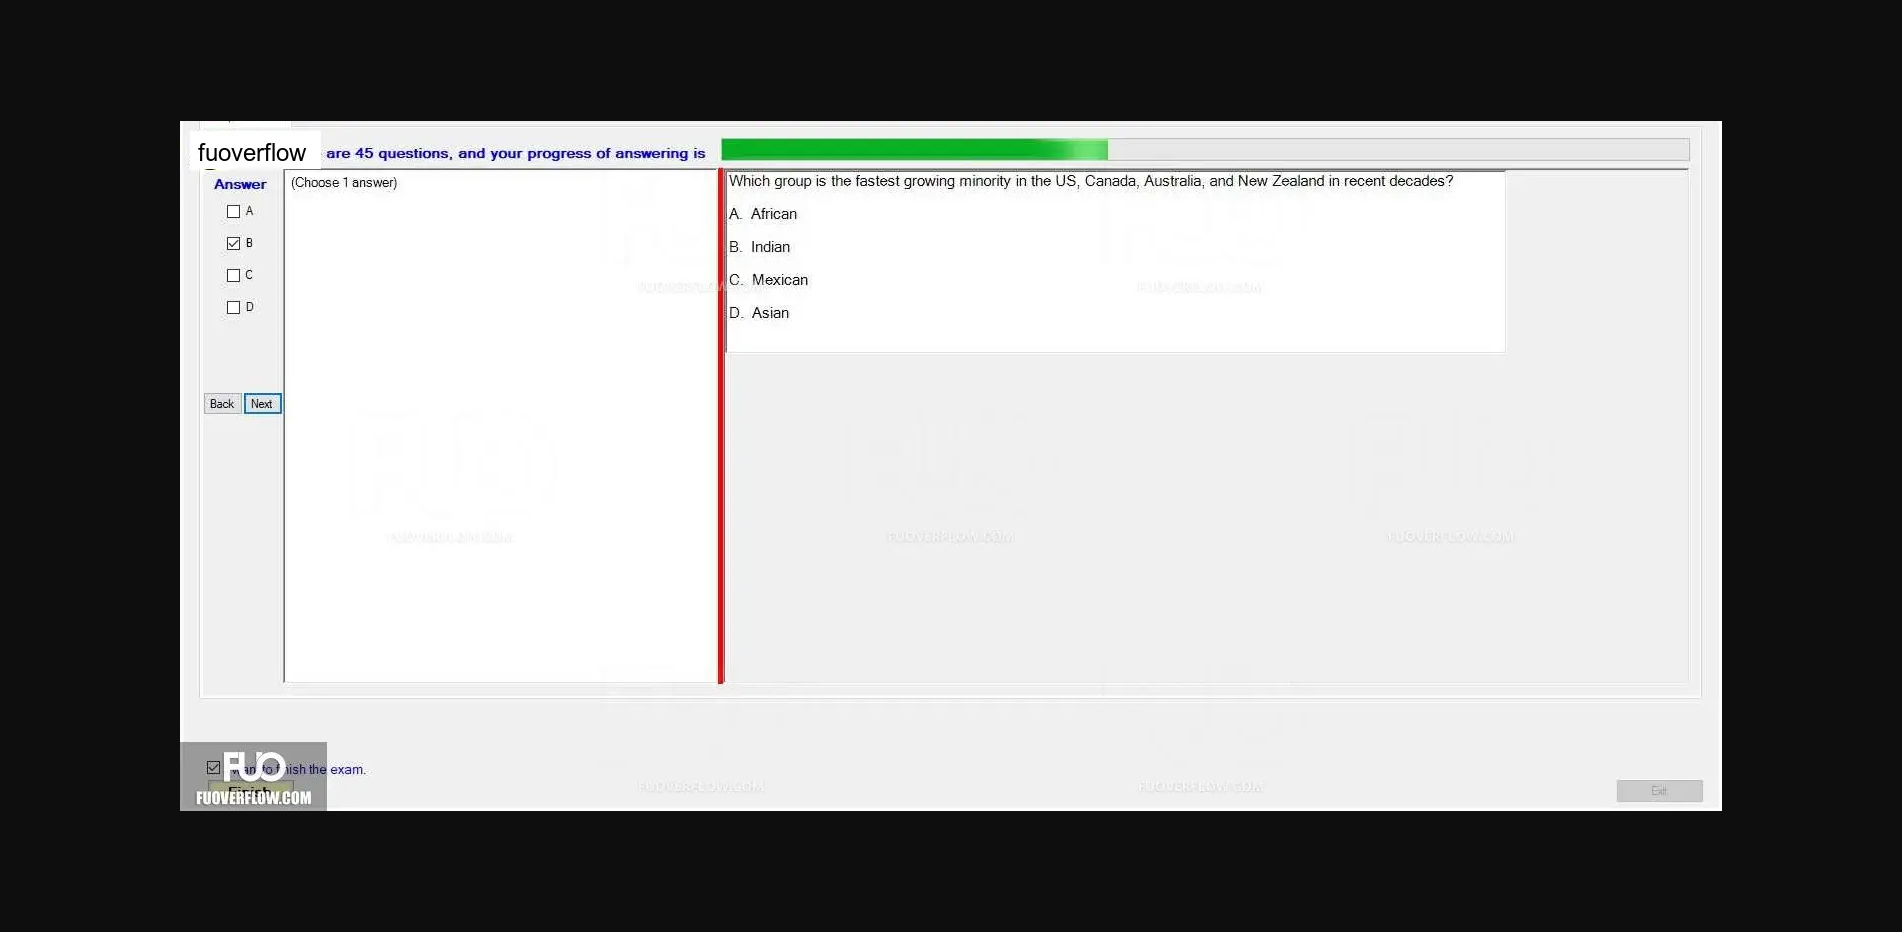 fuoverflow are 45 questions, and your progress of answering is
Answer
(Choose 1 answer)
A
B
C
D
Back Next
Which group is the fastest growing minority in the US, Canada, Australia, and New Zealand in recent decades?
A. African
B. Indian
C. Mexican
D. Asian
FUOVERFLOW.COM
FUOVERFLOW.COM
FUOVERFLOW.COM
FUOVERFLOW.COM
FUOVERFLOW.COM
FUOVERFLOW.COM
FUOVERFLOW.COM
FUO
want to finish the exam.
Finish
FUOVERFLOW.COM
Exit